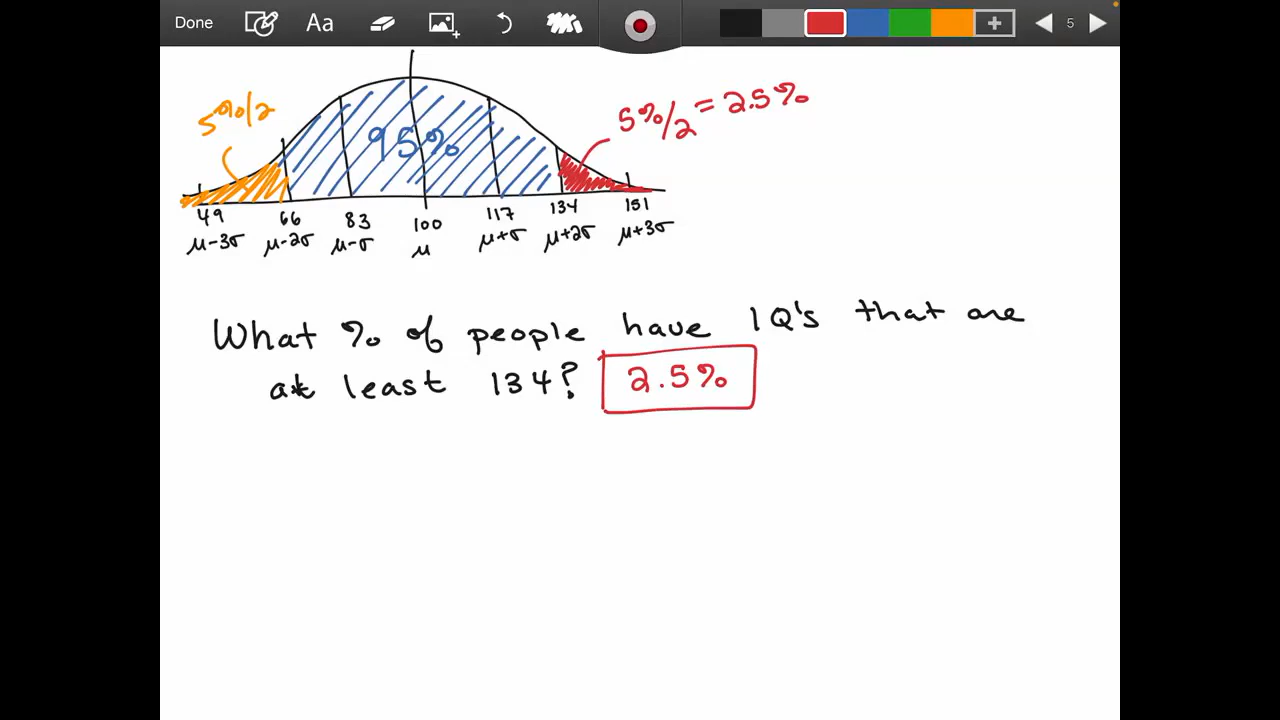 Done Aa 5
5%/2
95%
5%/2 = 2.5%
49 66 83 100 117 134 151
μ-3σ μ-2σ μ-σ μ μ+σ μ+2σ μ+3σ
What % of people have IQ's that are
at least 134? 2.5%